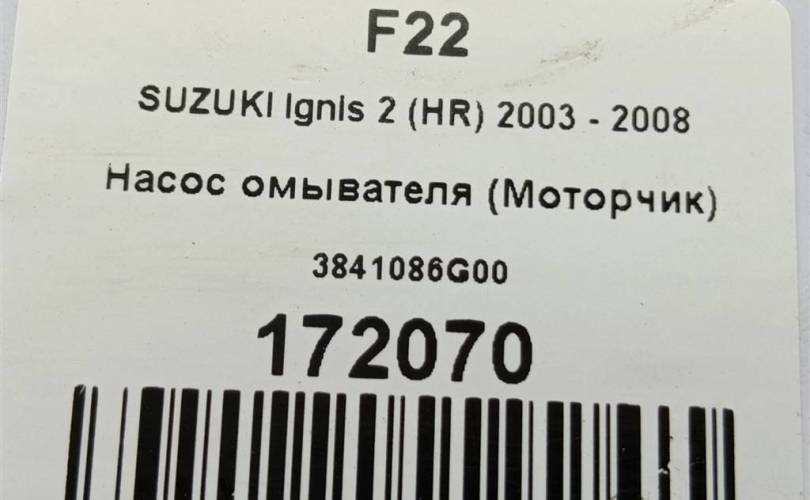 F22
SUZUKI Ignis 2 (HR) 2003 - 2008
Насос омывателя (Моторчик)
3841086G00
172070